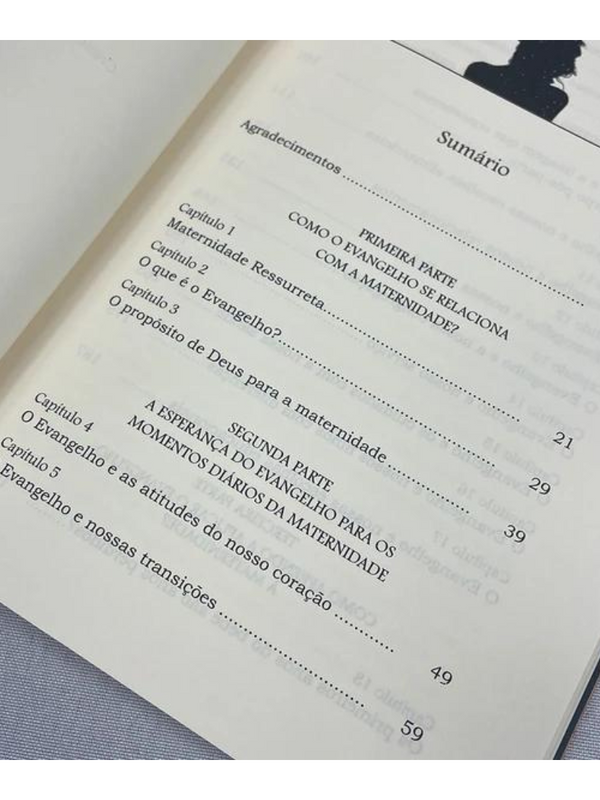 Sumário
Agradecimentos
PRIMEIRA PARTE
COMO O EVANGELHO SE RELACIONA
COM A MATERNIDADE?
Capítulo 1
Maternidade Ressurreta 21
Capítulo 2
O que é o Evangelho? 29
Capítulo 3
O propósito de Deus para a maternidade 39
SEGUNDA PARTE
A ESPERANÇA DO EVANGELHO PARA OS
MOMENTOS DIÁRIOS DA MATERNIDADE
Capítulo 4
O Evangelho e as atitudes do nosso coração 49
Capítulo 5
Evangelho e nossas transições 59